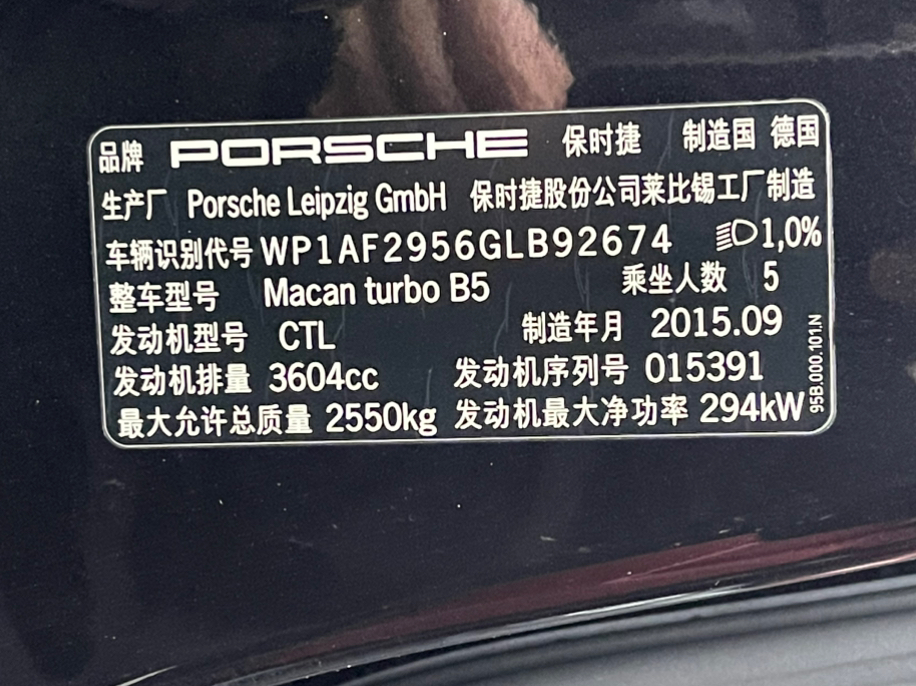 品牌 PORSCHE 保时捷 制造国 德国
生产厂 Porsche Leipzig GmbH 保时捷股份公司莱比锡工厂制造
车辆识别代号 WP1AF2956GLB92674 1,0%
整车型号 Macan turbo B5 乘坐人数 5
发动机型号 CTL 制造年月 2015.09
发动机排量 3604cc 发动机序列号 015391
最大允许总质量 2550kg 发动机最大净功率 294kW
95B.000.101.N